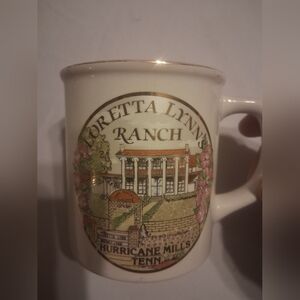 LORETTA LYNN'S
RANCH
HURRICANE MILLS
TENN.